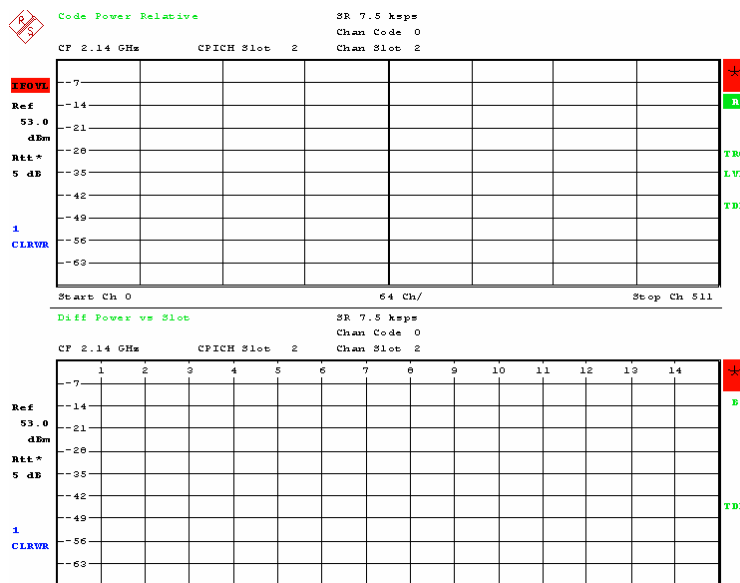 R S
Code Power Relative SR 7.5 ksps
Chan Code 0
CF 2.14 GHz CPICH Slot 2 Chan Slot 2
IFOVL
Ref
53.0
dBm
Att*
5 dB
1
CLRWR
-7
-14
-21
-28
-35
-42
-49
-56
-63
A
TR
LV
TD
Start Ch 0 64 Ch/ Stop Ch 511
Diff Power vs Slot SR 7.5 ksps
Chan Code 0
CF 2.14 GHz CPICH Slot 2 Chan Slot 2
1 2 3 4 5 6 7 8 9 10 11 12 13 14
Ref
53.0
dBm
Att*
5 dB
1
CLRWR
-7
-14
-21
-28
-35
-42
-49
-56
-63
B
TD